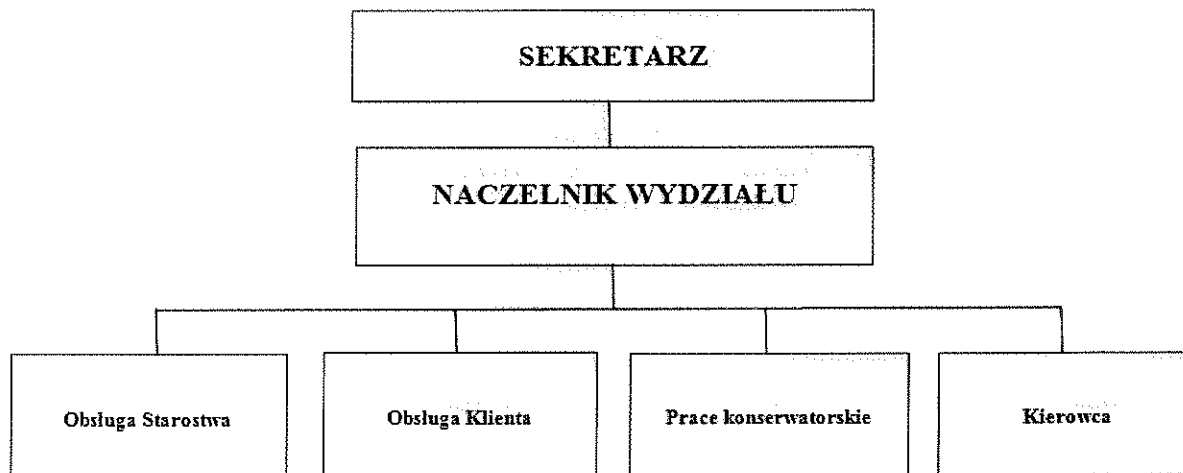 SEKRETARZ
NACZELNIK WYDZIAŁU
Obsługa Starostwa
Obsługa Klienta
Prace konserwatorskie
Kierowca